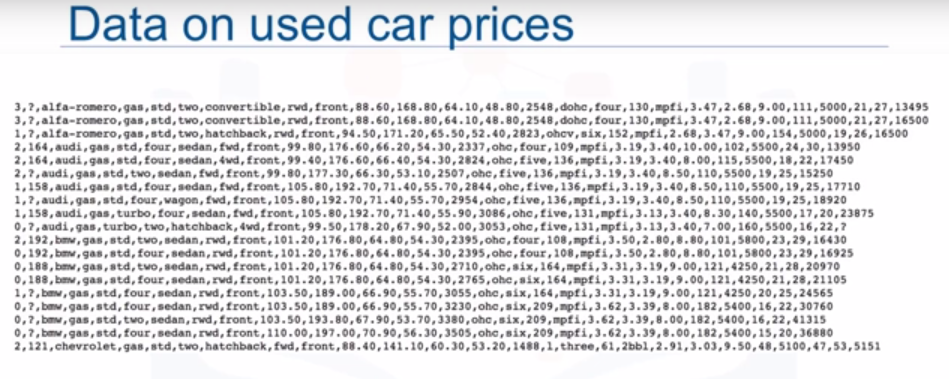 Data on used car prices
3,?,alfa-romero,gas,std,two,convertible,rwd,front,88.60,168.80,64.10,48.80,2548,dohc,four,130,mpfi,3.47,2.68,9.00,111,5000,21,27,13495
3,?,alfa-romero,gas,std,two,convertible,rwd,front,88.60,168.80,64.10,48.80,2548,dohc,four,130,mpfi,3.47,2.68,9.00,111,5000,21,27,16500
1,?,alfa-romero,gas,std,two,hatchback,rwd,front,94.50,171.20,65.50,52.40,2823,ohcv,six,152,mpfi,2.68,3.47,9.00,154,5000,19,26,16500
2,164,audi,gas,std,four,sedan,fwd,front,99.80,176.60,66.20,54.30,2337,ohc,four,109,mpfi,3.19,3.40,10.00,102,5500,24,30,13950
2,164,audi,gas,std,four,sedan,4wd,front,99.40,176.60,66.40,54.30,2824,ohc,five,136,mpfi,3.19,3.40,8.00,115,5500,18,22,17450
2,?,audi,gas,std,two,sedan,fwd,front,99.80,177.30,66.30,53.10,2507,ohc,five,136,mpfi,3.19,3.40,8.50,110,5500,19,25,15250
1,158,audi,gas,std,four,sedan,fwd,front,105.80,192.70,71.40,55.70,2844,ohc,five,136,mpfi,3.19,3.40,8.50,110,5500,19,25,17710
1,?,audi,gas,std,four,wagon,fwd,front,105.80,192.70,71.40,55.70,2954,ohc,five,136,mpfi,3.19,3.40,8.50,110,5500,19,25,18920
1,158,audi,gas,turbo,four,sedan,fwd,front,105.80,192.70,71.40,55.90,3086,ohc,five,131,mpfi,3.13,3.40,8.30,140,5500,17,20,23875
0,?,audi,gas,turbo,two,hatchback,4wd,front,99.50,178.20,67.90,52.00,3053,ohc,five,131,mpfi,3.13,3.40,7.00,160,5500,16,22,?
2,192,bmw,gas,std,two,sedan,rwd,front,101.20,176.80,64.80,54.30,2395,ohc,four,108,mpfi,3.50,2.80,8.80,101,5800,23,29,16430
0,192,bmw,gas,std,four,sedan,rwd,front,101.20,176.80,64.80,54.30,2395,ohc,four,108,mpfi,3.50,2.80,8.80,101,5800,23,29,16925
0,188,bmw,gas,std,two,sedan,rwd,front,101.20,176.80,64.80,54.30,2710,ohc,six,164,mpfi,3.31,3.19,9.00,121,4250,21,28,20970
0,188,bmw,gas,std,four,sedan,rwd,front,101.20,176.80,64.80,54.30,2765,ohc,six,164,mpfi,3.31,3.19,9.00,121,4250,21,28,21105
1,?,bmw,gas,std,four,sedan,rwd,front,103.50,189.00,66.90,55.70,3055,ohc,six,164,mpfi,3.31,3.19,9.00,121,4250,20,25,24565
0,?,bmw,gas,std,four,sedan,rwd,front,103.50,189.00,66.90,55.70,3230,ohc,six,209,mpfi,3.62,3.39,8.00,182,5400,16,22,30760
0,?,bmw,gas,std,two,sedan,rwd,front,103.50,193.80,67.90,53.70,3380,ohc,six,209,mpfi,3.62,3.39,8.00,182,5400,16,22,41315
0,?,bmw,gas,std,four,sedan,rwd,front,110.00,197.00,70.90,56.30,3505,ohc,six,209,mpfi,3.62,3.39,8.00,182,5400,15,20,36880
2,121,chevrolet,gas,std,two,hatchback,fwd,front,88.40,141.10,60.30,53.20,1488,l,three,61,2bbl,2.91,3.03,9.50,48,5100,47,53,5151